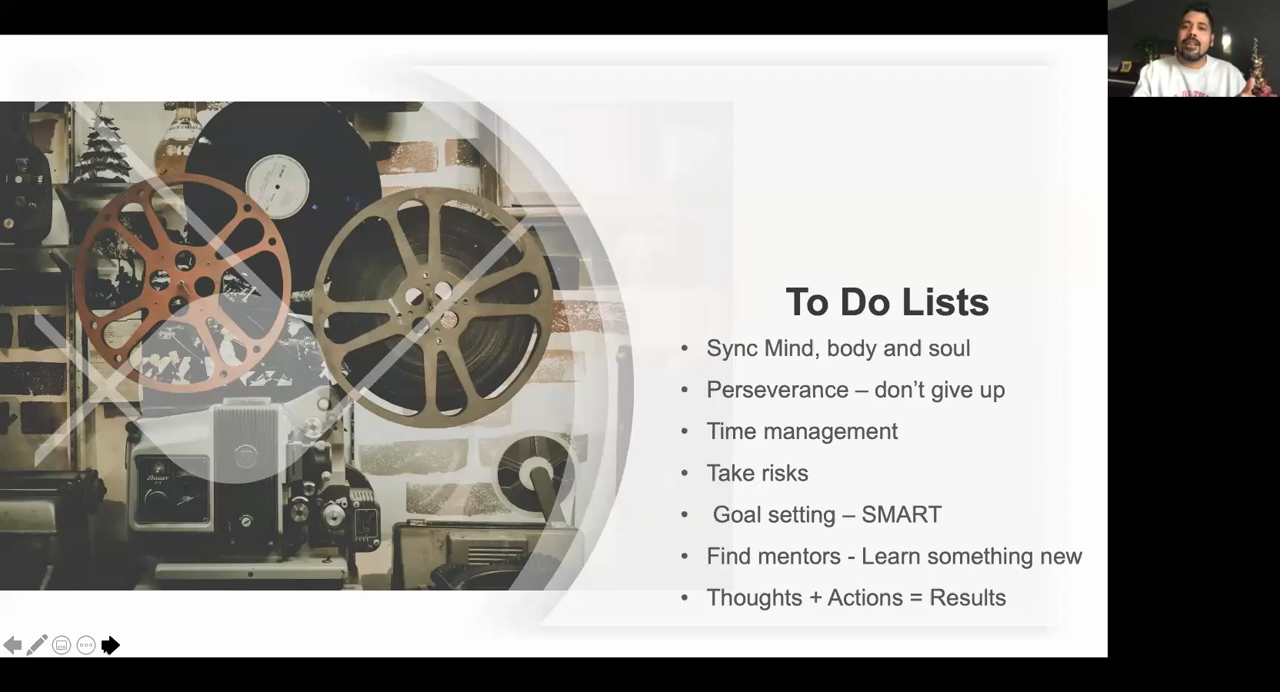 To Do Lists
• Sync Mind, body and soul
• Perseverance – don’t give up
• Time management
• Take risks
• Goal setting – SMART
• Find mentors - Learn something new
• Thoughts + Actions = Results